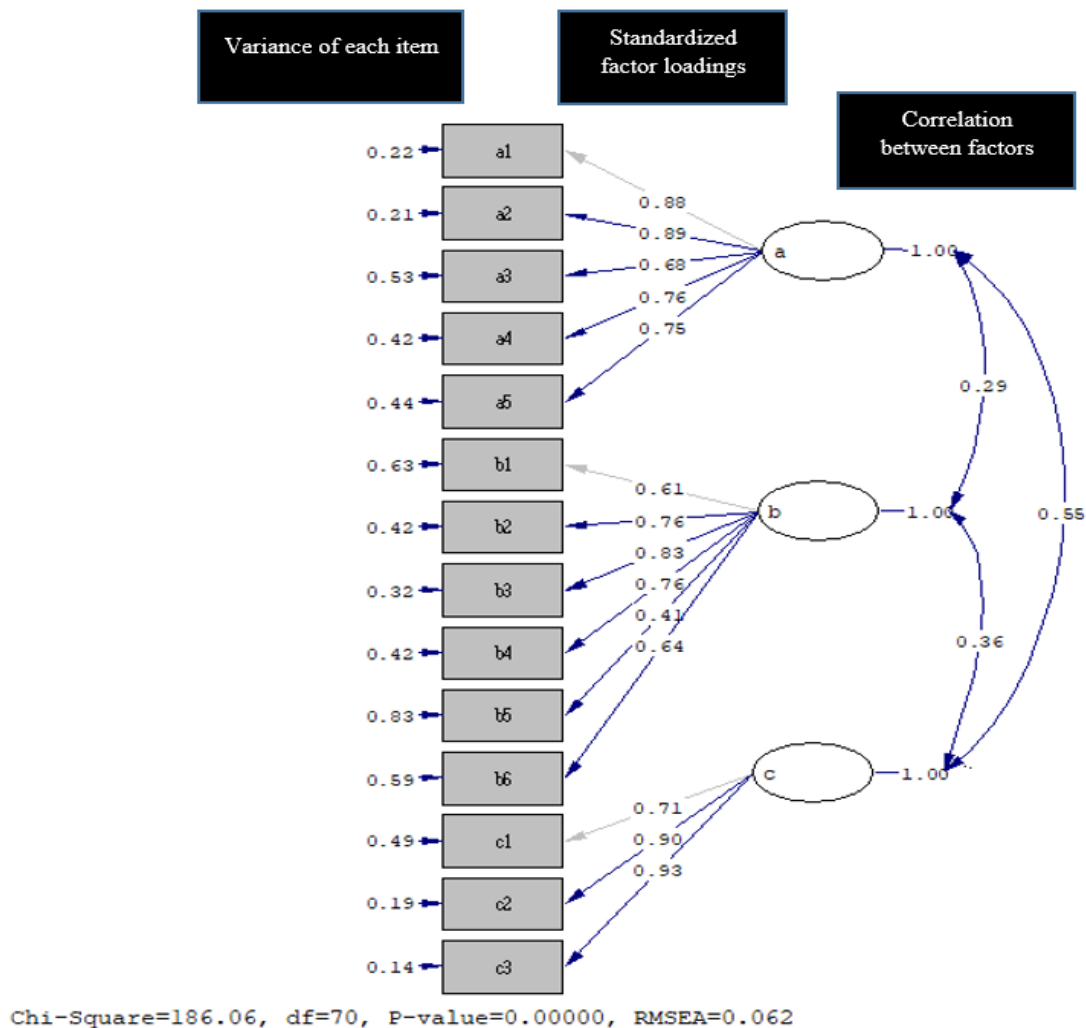 Variance of each item
Standardized
factor loadings
Correlation
between factors
0.22 a1
0.88
0.21 a2
0.89
a 1.00
0.53 a3
0.68
0.76
0.42 a4
0.75
0.29
0.44 a5
0.63 b1
0.61
0.42 b2
0.76
b 1.00
0.55
0.83
0.32 b3
0.76
0.41
0.42 b4
0.64
0.36
0.83 b5
0.59 b6
c 1.00
0.71
0.49 c1
0.90
0.93
0.19 c2
0.14 c3
Chi-Square=186.06, df=70, P-value=0.00000, RMSEA=0.062